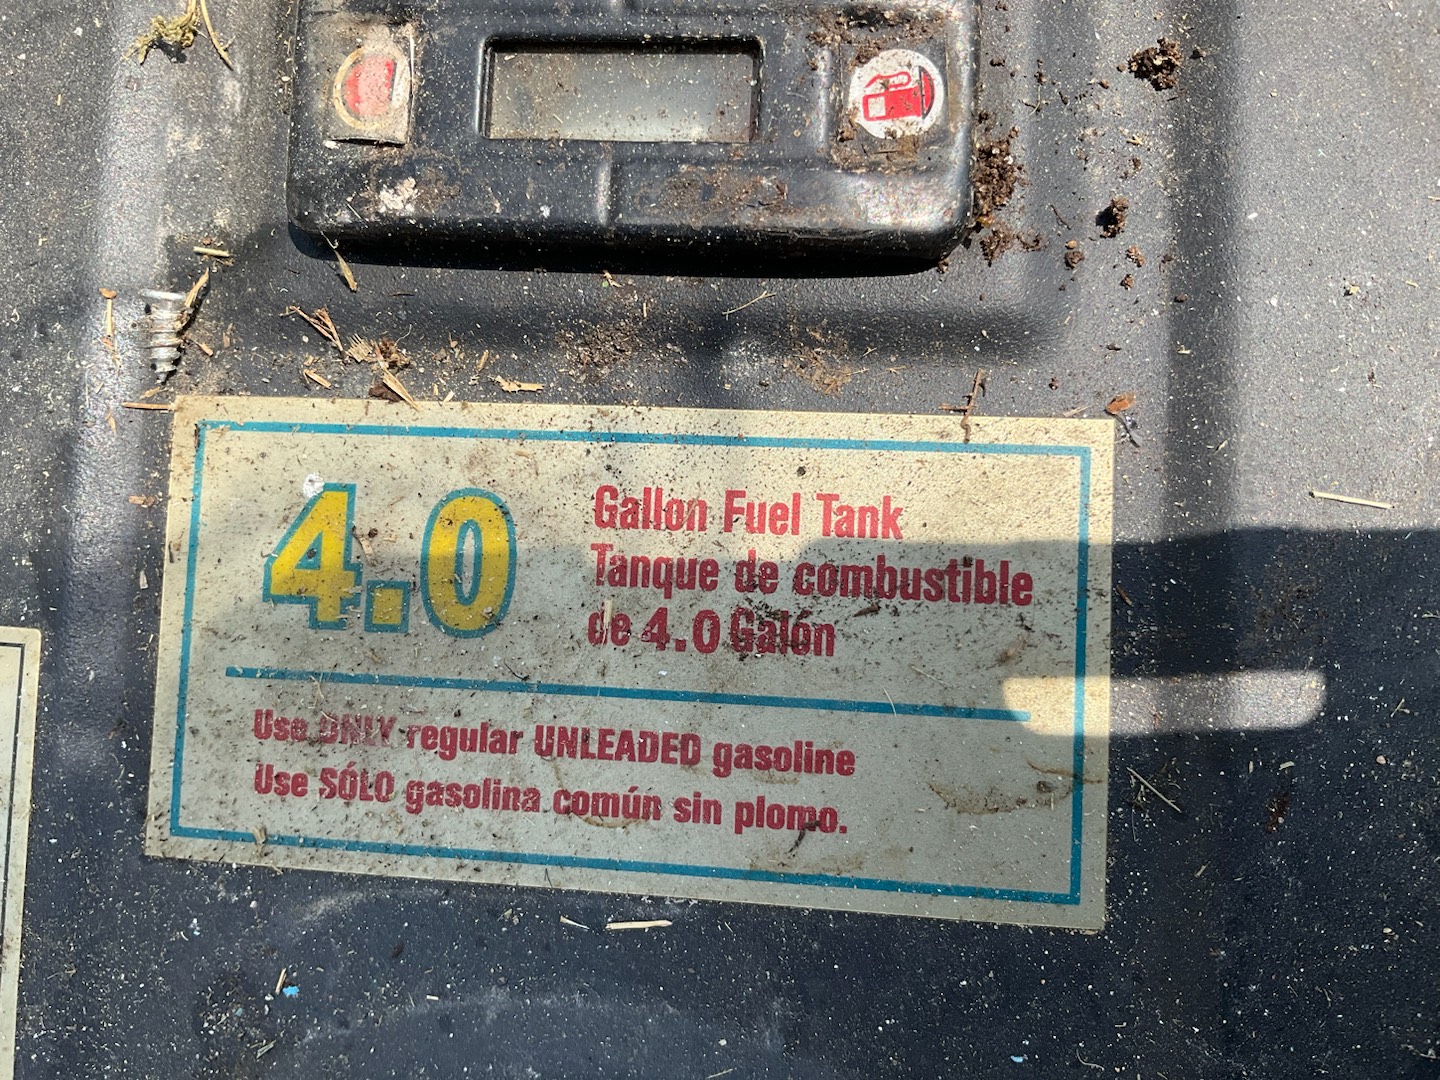 4.0
Gallon Fuel Tank
Tanque de combustible
de 4.0 Galón
Use ONLY regular UNLEADED gasoline
Use SÓLO gasolina común sin plomo.